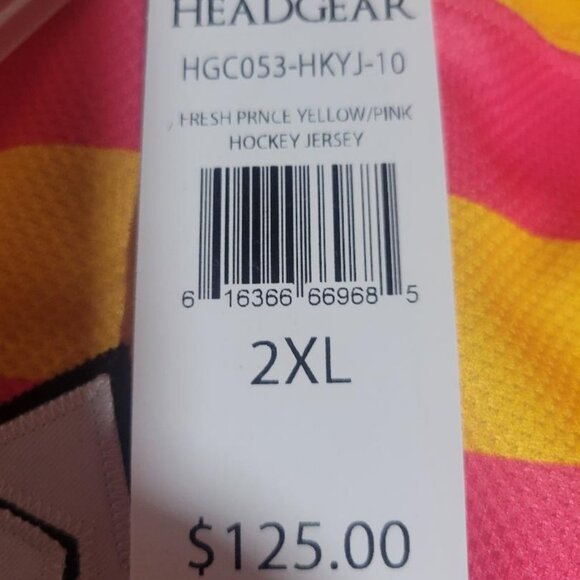 HEADGEAR
HGC053-HKYJ-10
FRESH PRNCE YELLOW/PINK
HOCKEY JERSEY
6 16366 66968 5
2XL
$125.00